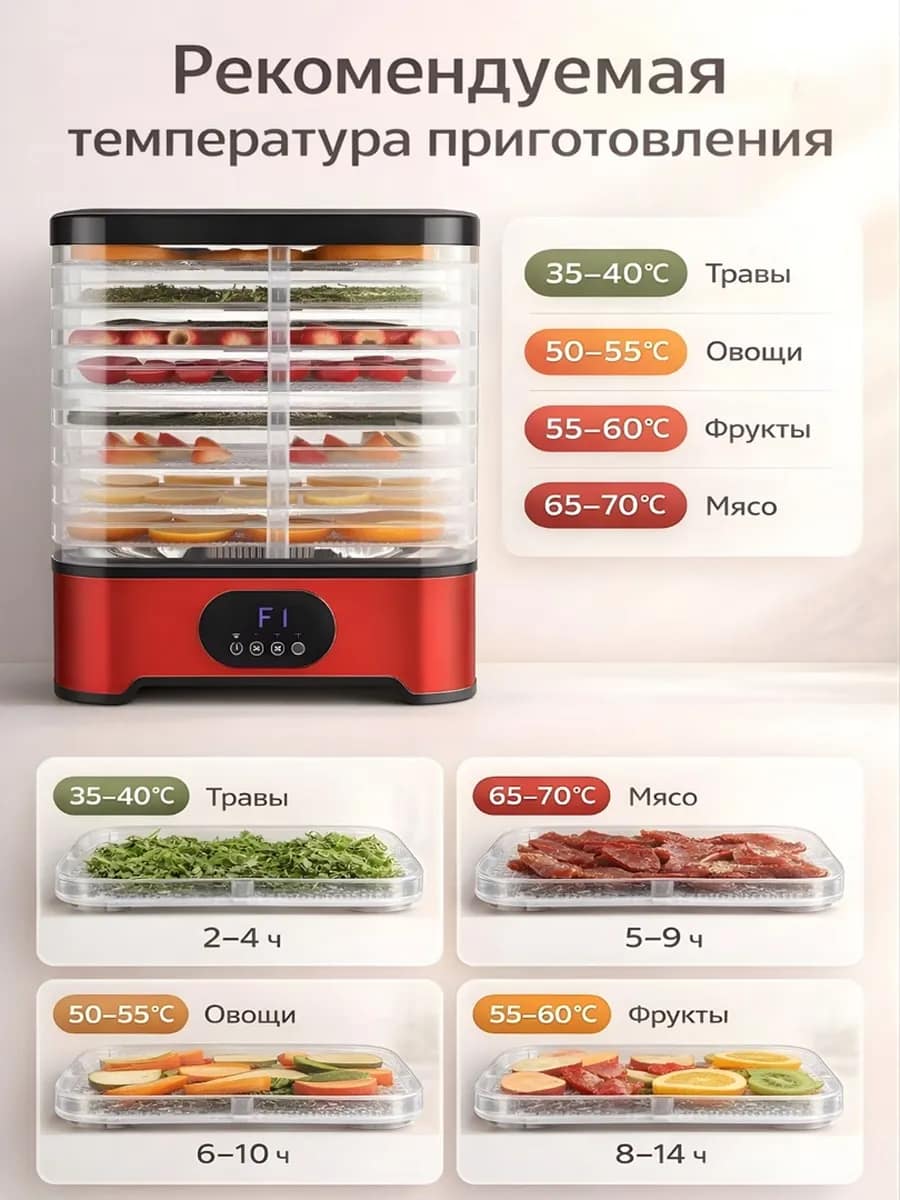 Рекомендуемая
температура приготовления
35–40°C Травы
50–55°C Овощи
55–60°C Фрукты
65–70°C Мясо
F1
35–40°C Травы
2–4 ч
65–70°C Мясо
5–9 ч
50–55°C Овощи
6–10 ч
55–60°C Фрукты
8–14 ч